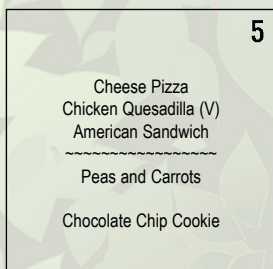 5
Cheese Pizza
Chicken Quesadilla (V)
American Sandwich
~~~~~~~~~~~~~~~~~
Peas and Carrots
Chocolate Chip Cookie